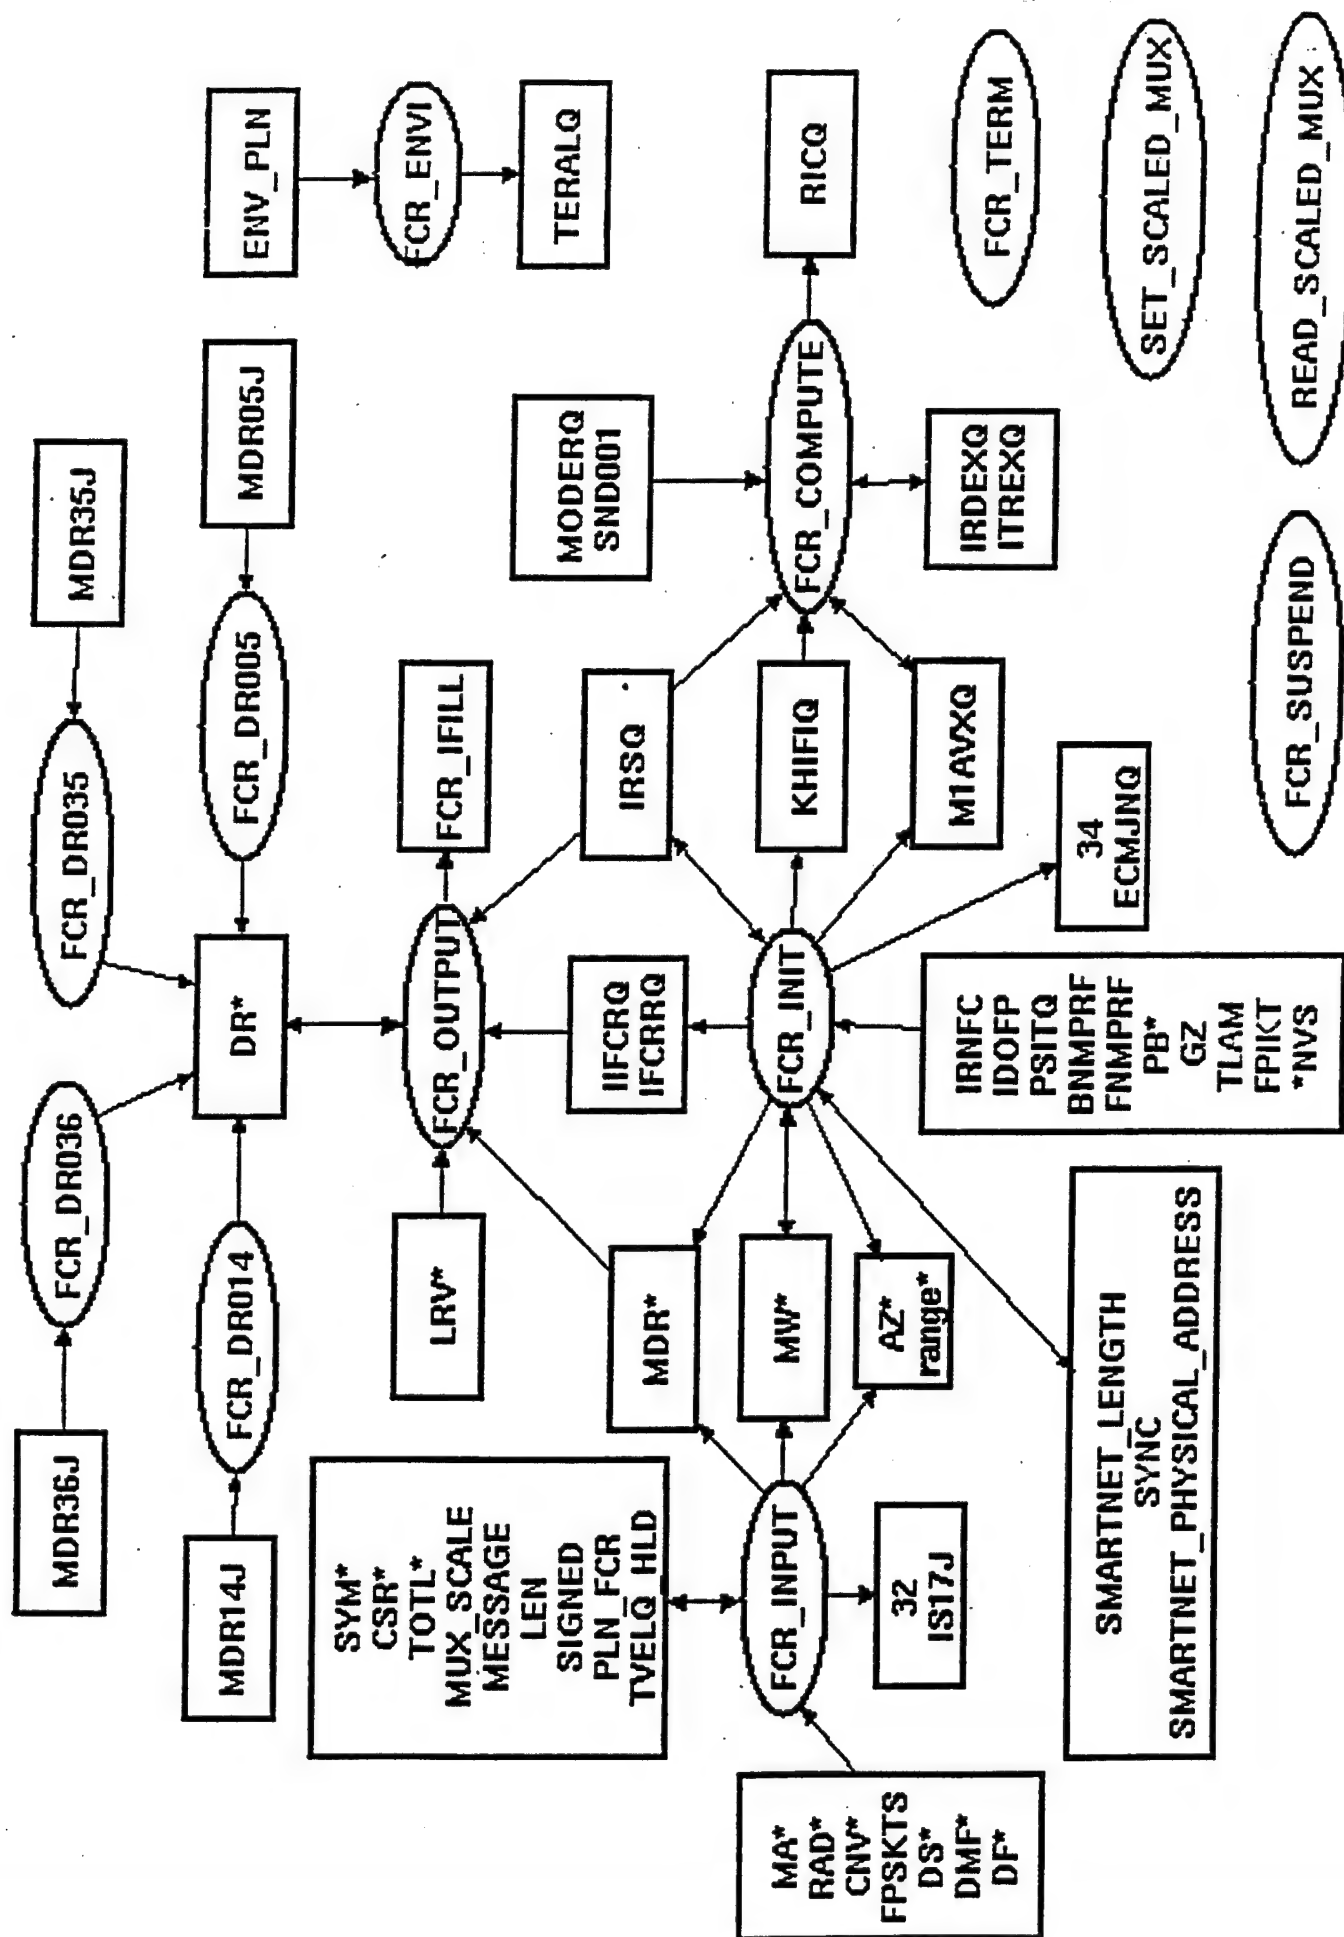 MDR36J
FCR_DR036
FCR_DR035
MDR35J
MDR14J
FCR_DR014
DR*
FCR_DR005
MDR05J
ENV_PLN
FCR_ENVI
TERALQ
SYM*
CSR*
TOTL*
MUX_SCALE
MESSAGE
LEN
SIGNED
PLN_FCR
TVELQ_HLD
LRV*
FCR_OUTPUT
FCR_IFILL
MODERQ
SND001
MDR*
IIFCRQ
IFCRRQ
IRSQ
MA*
RAD*
CNV*
FPSKTS
DS*
DMF*
DF*
FCR_INPUT
MW*
FCR_INIT
KHIFIQ
FCR_COMPUTE
RICQ
32
IS17J
AZ*
range*
M1AVXQ
IRDEXQ
ITREXQ
FCR_TERM
SMARTNET_LENGTH
SYNC
SMARTNET_PHYSICAL_ADDRESS
IRNFC
IDOFP
PSITQ
BNMPRF
FNMPRF
PB*
GZ
TLAM
FPIIKT
*NVS
34
ECMJNQ
SET_SCALED_MUX
FCR_SUSPEND
READ_SCALED_MUX